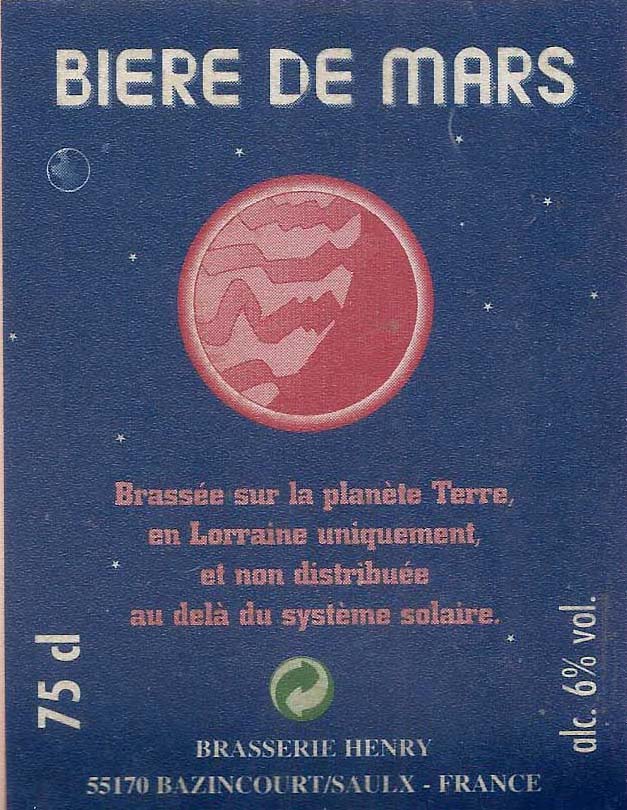 BIERE DE MARS
Brassée sur la planète Terre,
en Lorraine uniquement,
et non distribuée
au delà du système solaire.
75 cl
alc. 6% vol.
BRASSERIE HENRY
55170 BAZINCOURT/SAULX - FRANCE